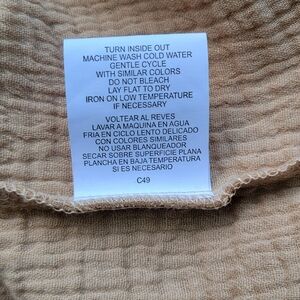 TURN INSIDE OUT
MACHINE WASH COLD WATER
GENTLE CYCLE
WITH SIMILAR COLORS
DO NOT BLEACH
LAY FLAT TO DRY
IRON ON LOW TEMPERATURE
IF NECESSARY
VOLTEAR AL REVES
LAVAR A MAQUINA EN AGUA
FRIA EN CICLO LENTO DELICADO
CON COLORES SIMILARES
NO USAR BLANQUEADOR
SECAR SOBRE SUPERFICIE PLANA
PLANCHA EN BAJA TEMPERATURA
SI ES NECESARIO
C49